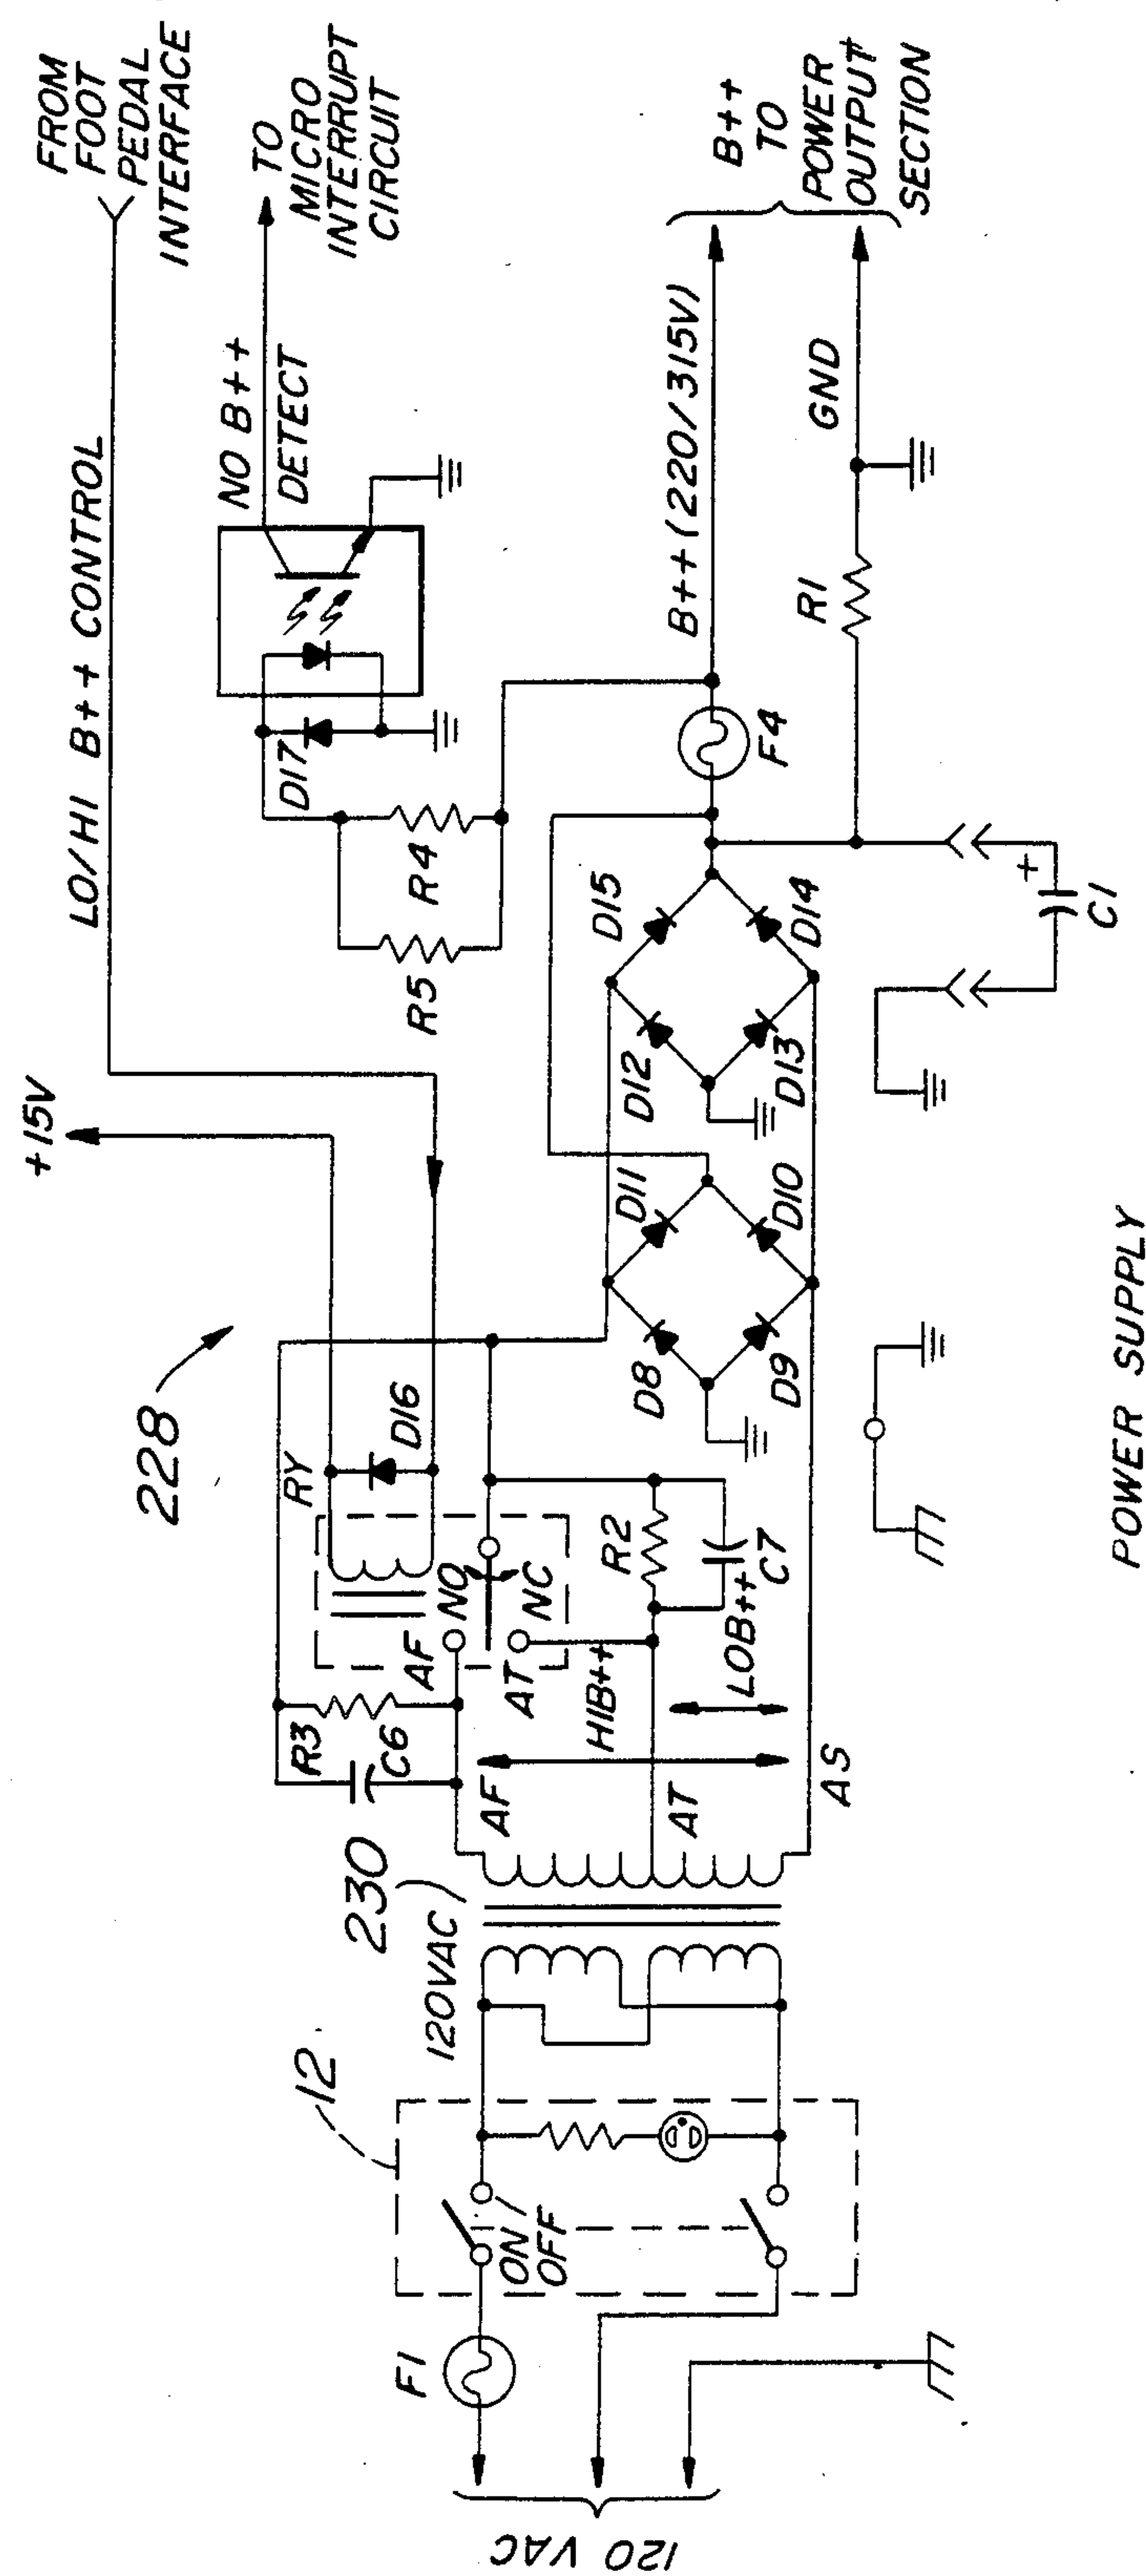 FROM
FOOT
PEDAL
INTERFACE
TO
MICRO
INTERRUPT
CIRCUIT
LO/HI B++ CONTROL
NO B++
DETECT
+15V
D17
R4
R5
B++(220/315V)
B++
TO
POWER
OUTPUT
SECTION
GND
R1
F4
D15
D14
D12
D13
+
C1
D11
D10
D8
D9
228
RY
D16
NO
NC
AF
AT
R2
C7
R3
C6
HIB++
LOB++
AF
AT
AS
230
120VAC
12
ON/
OFF
F1
120 VAC
POWER SUPPLY